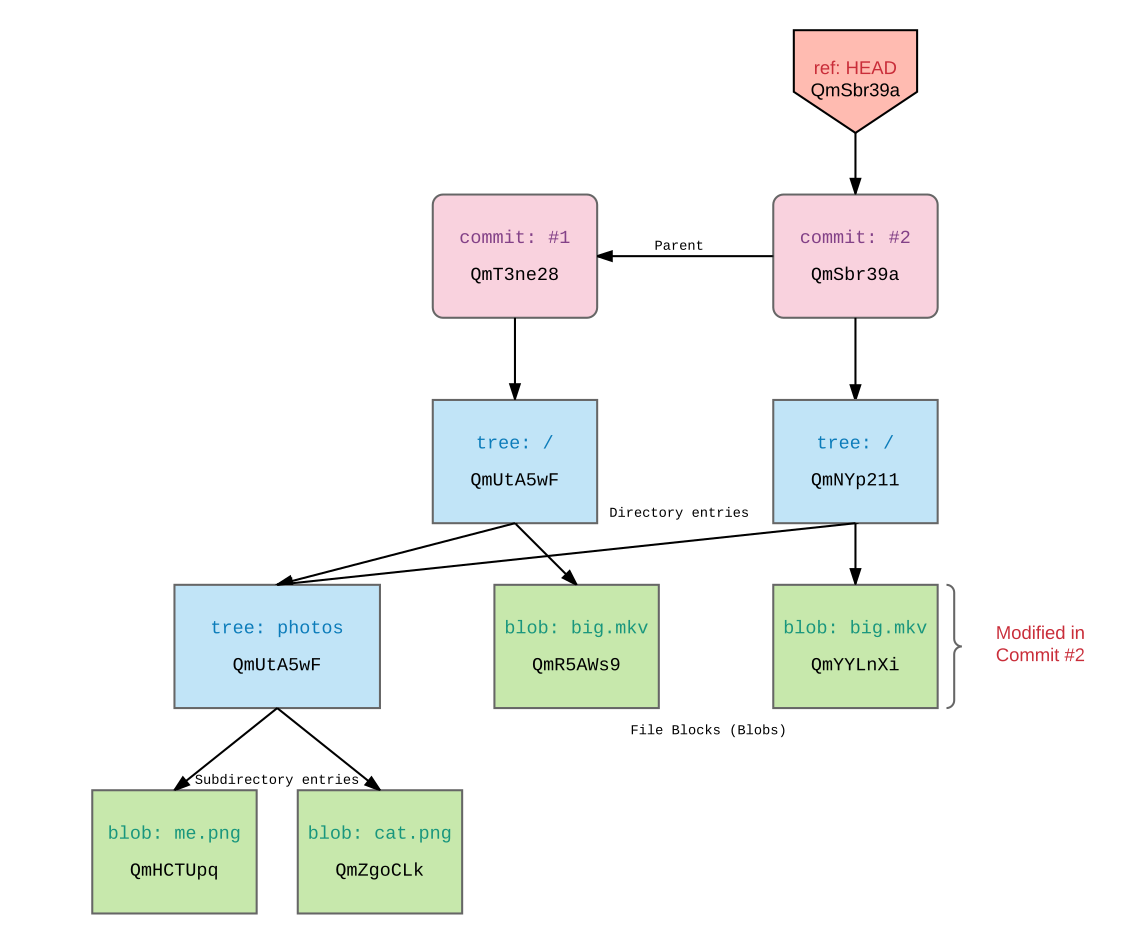 ref: HEAD
QmSbr39a
commit: #1
QmT3ne28
Parent
commit: #2
QmSbr39a
tree: /
QmUtA5wF
tree: /
QmNYp211
Directory entries
tree: photos
QmUtA5wF
blob: big.mkv
QmR5AWs9
blob: big.mkv
QmYYLnXi
Modified in
Commit #2
File Blocks (Blobs)
Subdirectory entries
blob: me.png
QmHCTUpq
blob: cat.png
QmZgoCLk